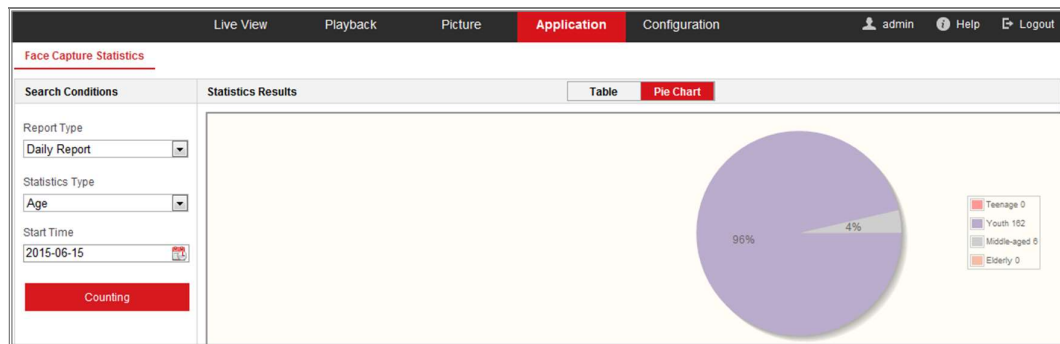 Live View Playback Picture Application Configuration admin Help Logout
Face Capture Statistics
Search Conditions
Statistics Results
Table Pie Chart
Report Type
Daily Report
Statistics Type
Age
Start Time
2015-06-15
Counting
96%
4%
Teenage 0
Youth 162
Middle-aged 6
Elderly 0